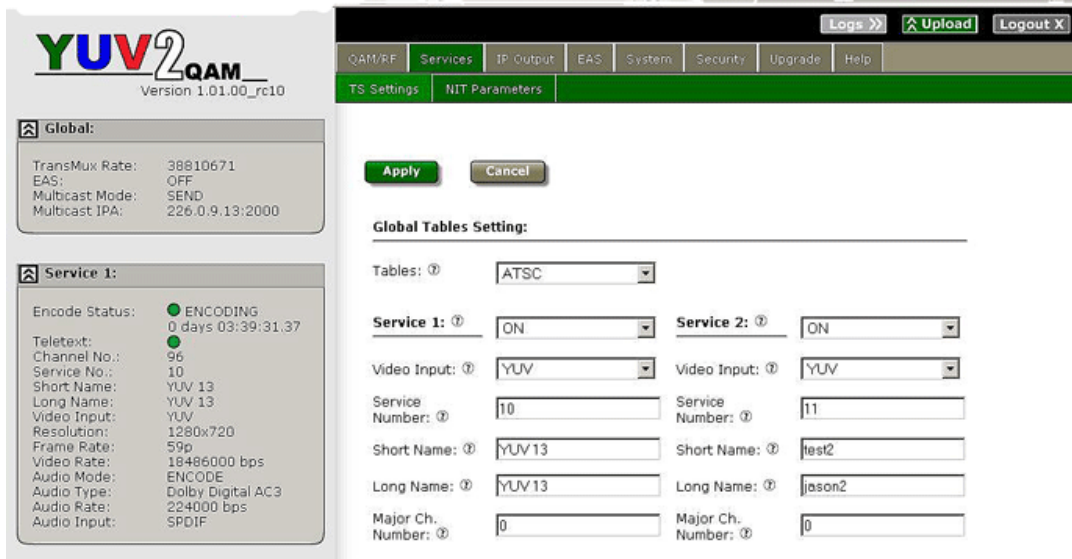 YUV2QAM
Version 1.01.00_rc10
Global:
TransMux Rate: 38810671
EAS: OFF
Multicast Mode: SEND
Multicast IPA: 226.0.9.13:2000
Service 1:
Encode Status: ENCODING
0 days 03:39:31.37
Teletext:
Channel No.: 96
Service No.: 10
Short Name: YUV 13
Long Name: YUV 13
Video Input: YUV
Resolution: 1280x720
Frame Rate: 59p
Video Rate: 18486000 bps
Audio Mode: ENCODE
Audio Type: Dolby Digital AC3
Audio Rate: 224000 bps
Audio Input: SPDIF
Logs Upload Logout X
QAM/RF Services IP Output EAS System Security Upgrade Help
TS Settings NIT Parameters
Apply Cancel
Global Tables Setting:
Tables: ? ATSC
Service 1: ? ON Service 2: ? ON
Video Input: ? YUV Video Input: ? YUV
Service Number: ? 10 Service Number: ? 11
Short Name: ? YUV 13 Short Name: ? test2
Long Name: ? YUV 13 Long Name: ? jason2
Major Ch. Number: ? 0 Major Ch. Number: ? 0